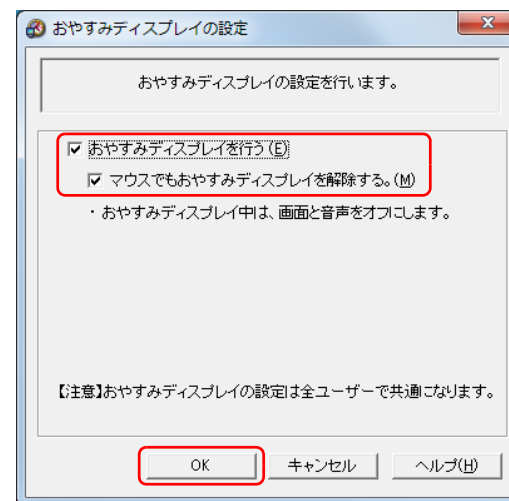 おやすみディスプレイの設定
おやすみディスプレイの設定を行います。
おやすみディスプレイを行う(E)
マウスでもおやすみディスプレイを解除する。(M)
・おやすみディスプレイ中は、画面と音声をオフにします。
【注意】おやすみディスプレイの設定は全ユーザーで共通になります。
OK キャンセル ヘルプ(H)